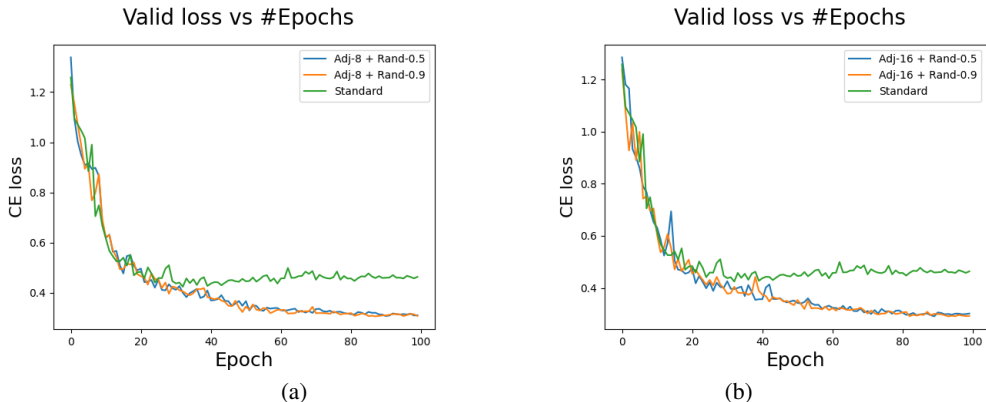 Valid loss vs #Epochs
Adj-8 + Rand-0.5
Adj-8 + Rand-0.9
Standard
1.2
1.0
0.8
0.6
0.4
CE loss
0 20 40 60 80 100
Epoch
(a)
Valid loss vs #Epochs
Adj-16 + Rand-0.5
Adj-16 + Rand-0.9
Standard
1.2
1.0
0.8
0.6
0.4
CE loss
0 20 40 60 80 100
Epoch
(b)